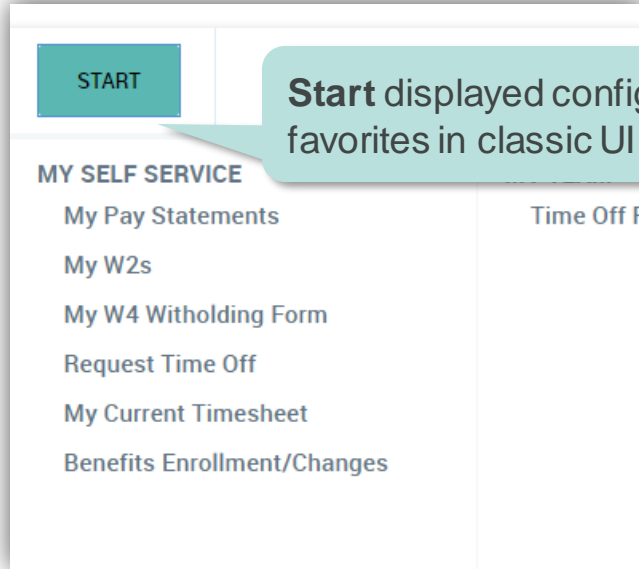 START
Start displayed
favorites in classic UI
MY SELF SERVICE
My Pay Statements
Time Off
My W2s
My W4 Witholding Form
Request Time Off
My Current Timesheet
Benefits Enrollment/Changes